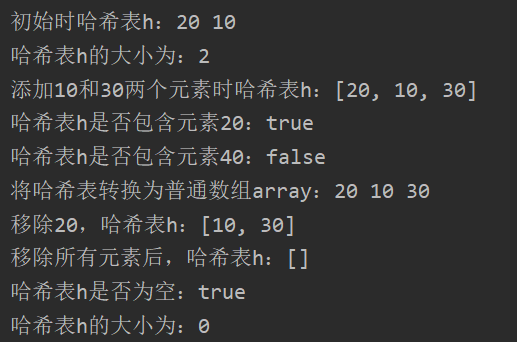 初始时哈希表h：20 10
哈希表h的大小为：2
添加10和30两个元素时哈希表h：[20, 10, 30]
哈希表h是否包含元素20：true
哈希表h是否包含元素40：false
将哈希表转换为普通数组array：20 10 30
移除20，哈希表h：[10, 30]
移除所有元素后，哈希表h：[]
哈希表h是否为空：true
哈希表h的大小为：0